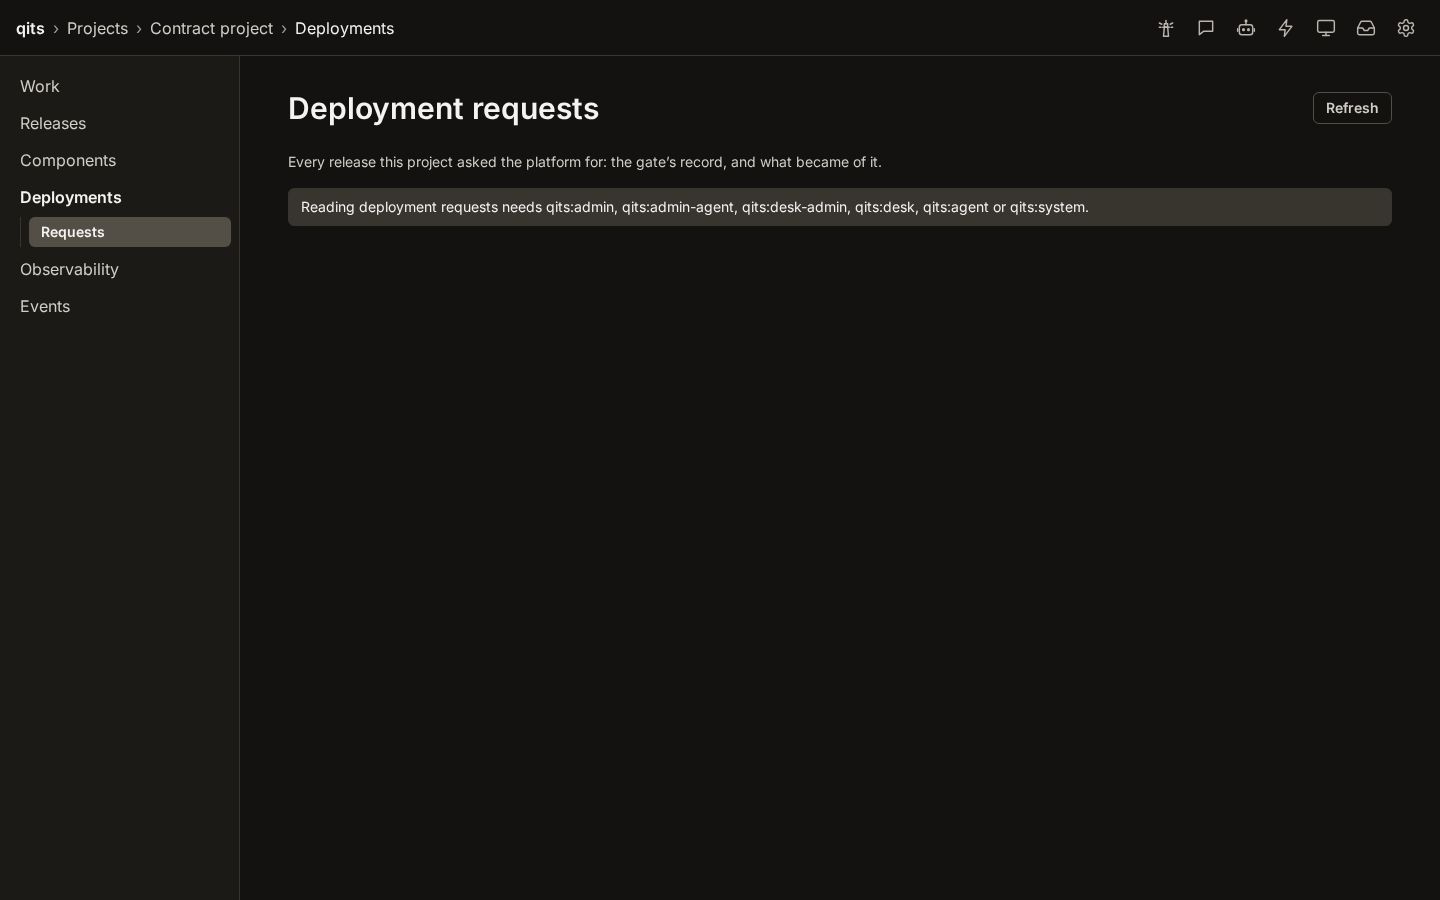 qits › Projects › Contract project › Deployments
Work
Releases
Components
Deployments
Requests
Observability
Events
Deployment requests
Refresh
Every release this project asked the platform for: the gate’s record, and what became of it.
Reading deployment requests needs qits:admin, qits:admin-agent, qits:desk-admin, qits:desk, qits:agent or qits:system.